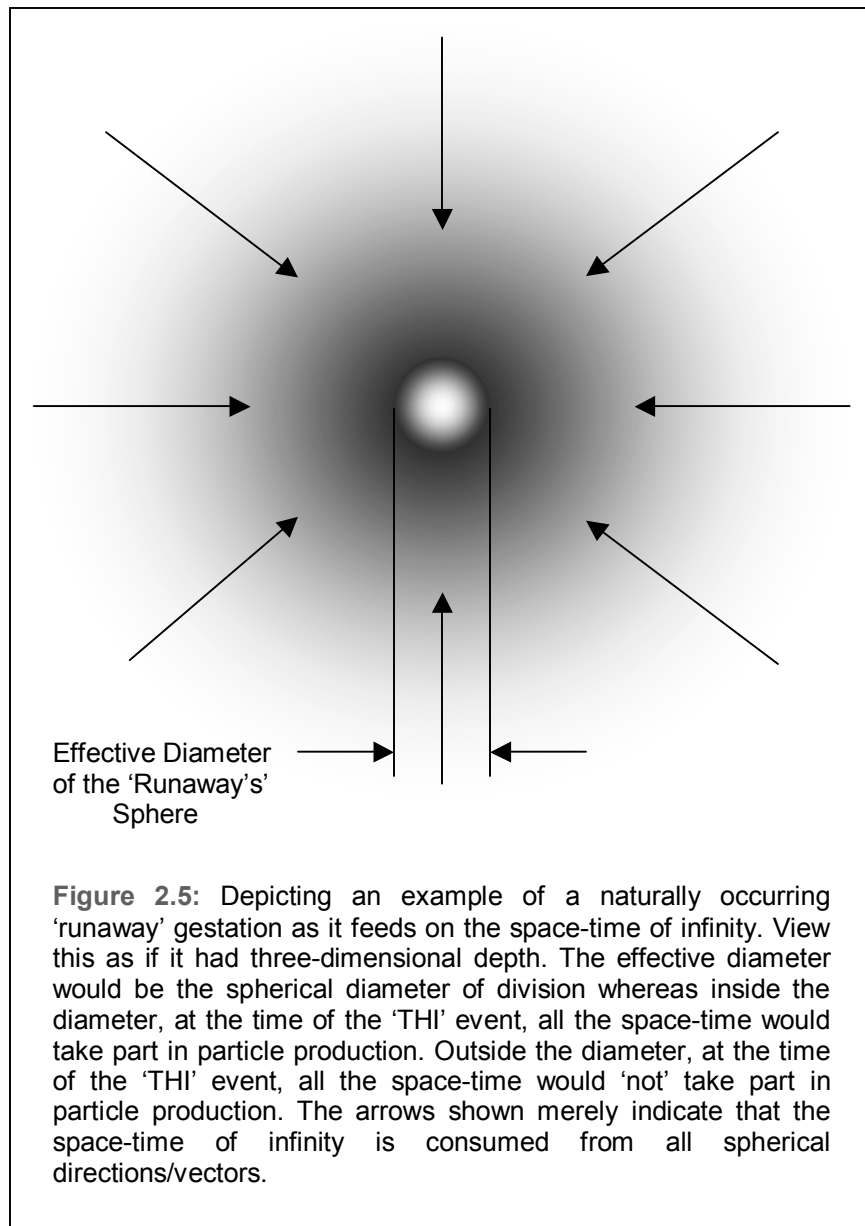 Effective Diameter
of the ‘Runaway’s’
Sphere
Figure 2.5: Depicting an example of a naturally occurring
‘runaway’ gestation as it feeds on the space-time of infinity. View
this as if it had three-dimensional depth. The effective diameter
would be the spherical diameter of division whereas inside the
diameter, at the time of the ‘THI’ event, all the space-time would
take part in particle production. Outside the diameter, at the time
of the ‘THI’ event, all the space-time would ‘not’ take part in
particle production. The arrows shown merely indicate that the
space-time of infinity is consumed from all spherical
directions/vectors.